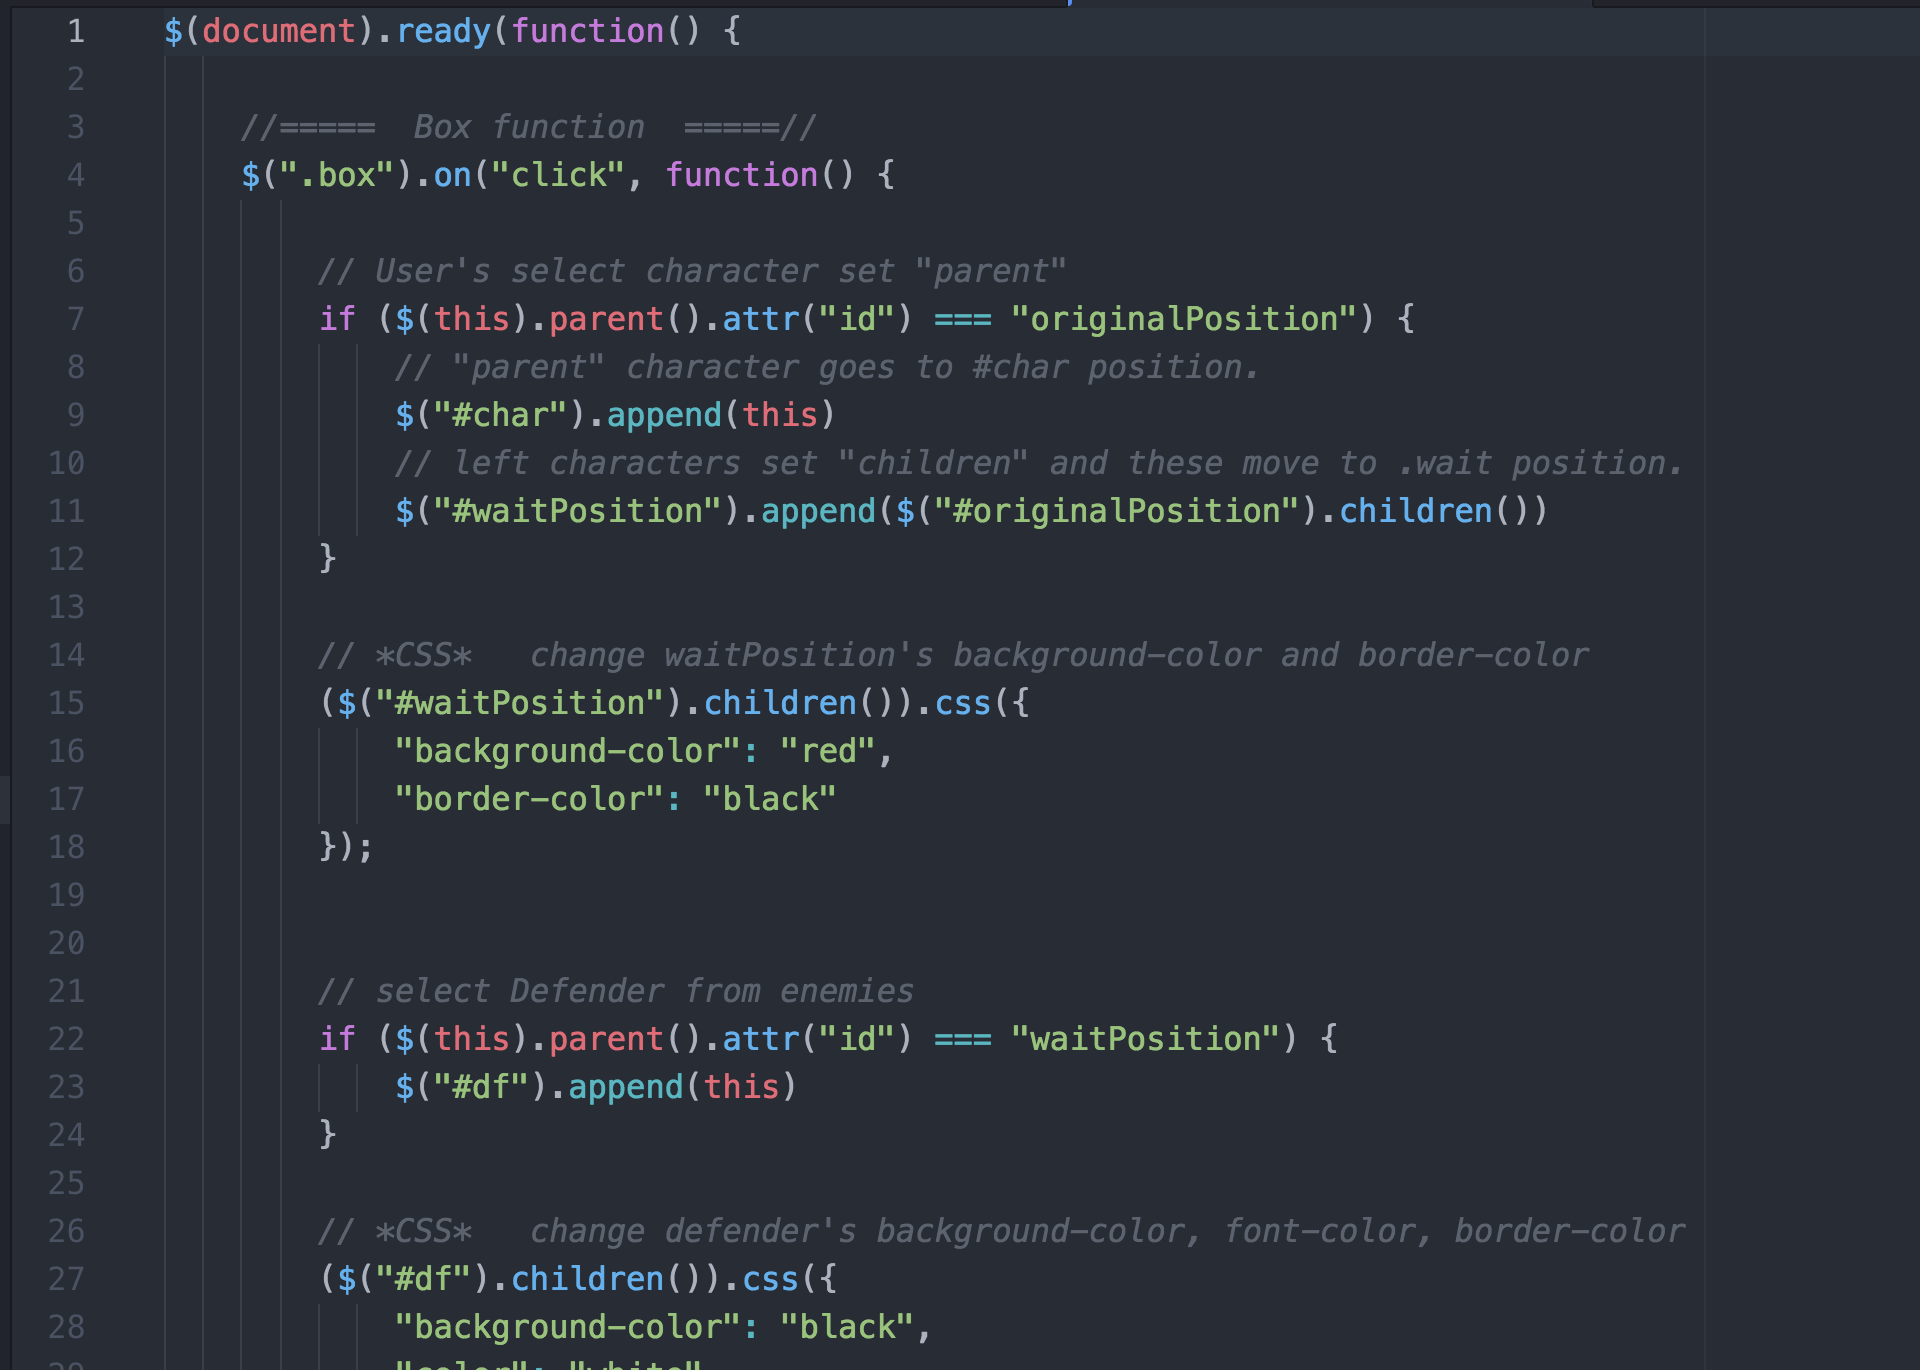 1 $(document).ready(function() {
2
3 //===== Box function =====//
4 $(".box").on("click", function() {
5
6 // User's select character set "parent"
7 if ($(this).parent().attr("id") === "originalPosition") {
8 // "parent" character goes to #char position.
9 $("#char").append(this)
10 // left characters set "children" and these move to .wait position.
11 $("#waitPosition").append($("#originalPosition").children())
12 }
13
14 // *CSS* change waitPosition's background-color and border-color
15 ($("#waitPosition").children()).css({
16 "background-color": "red",
17 "border-color": "black"
18 });
19
20
21 // select Defender from enemies
22 if ($(this).parent().attr("id") === "waitPosition") {
23 $("#df").append(this)
24 }
25
26 // *CSS* change defender's background-color, font-color, border-color
27 ($("#df").children()).css({
28 "background-color": "black",
29 "color": "white"